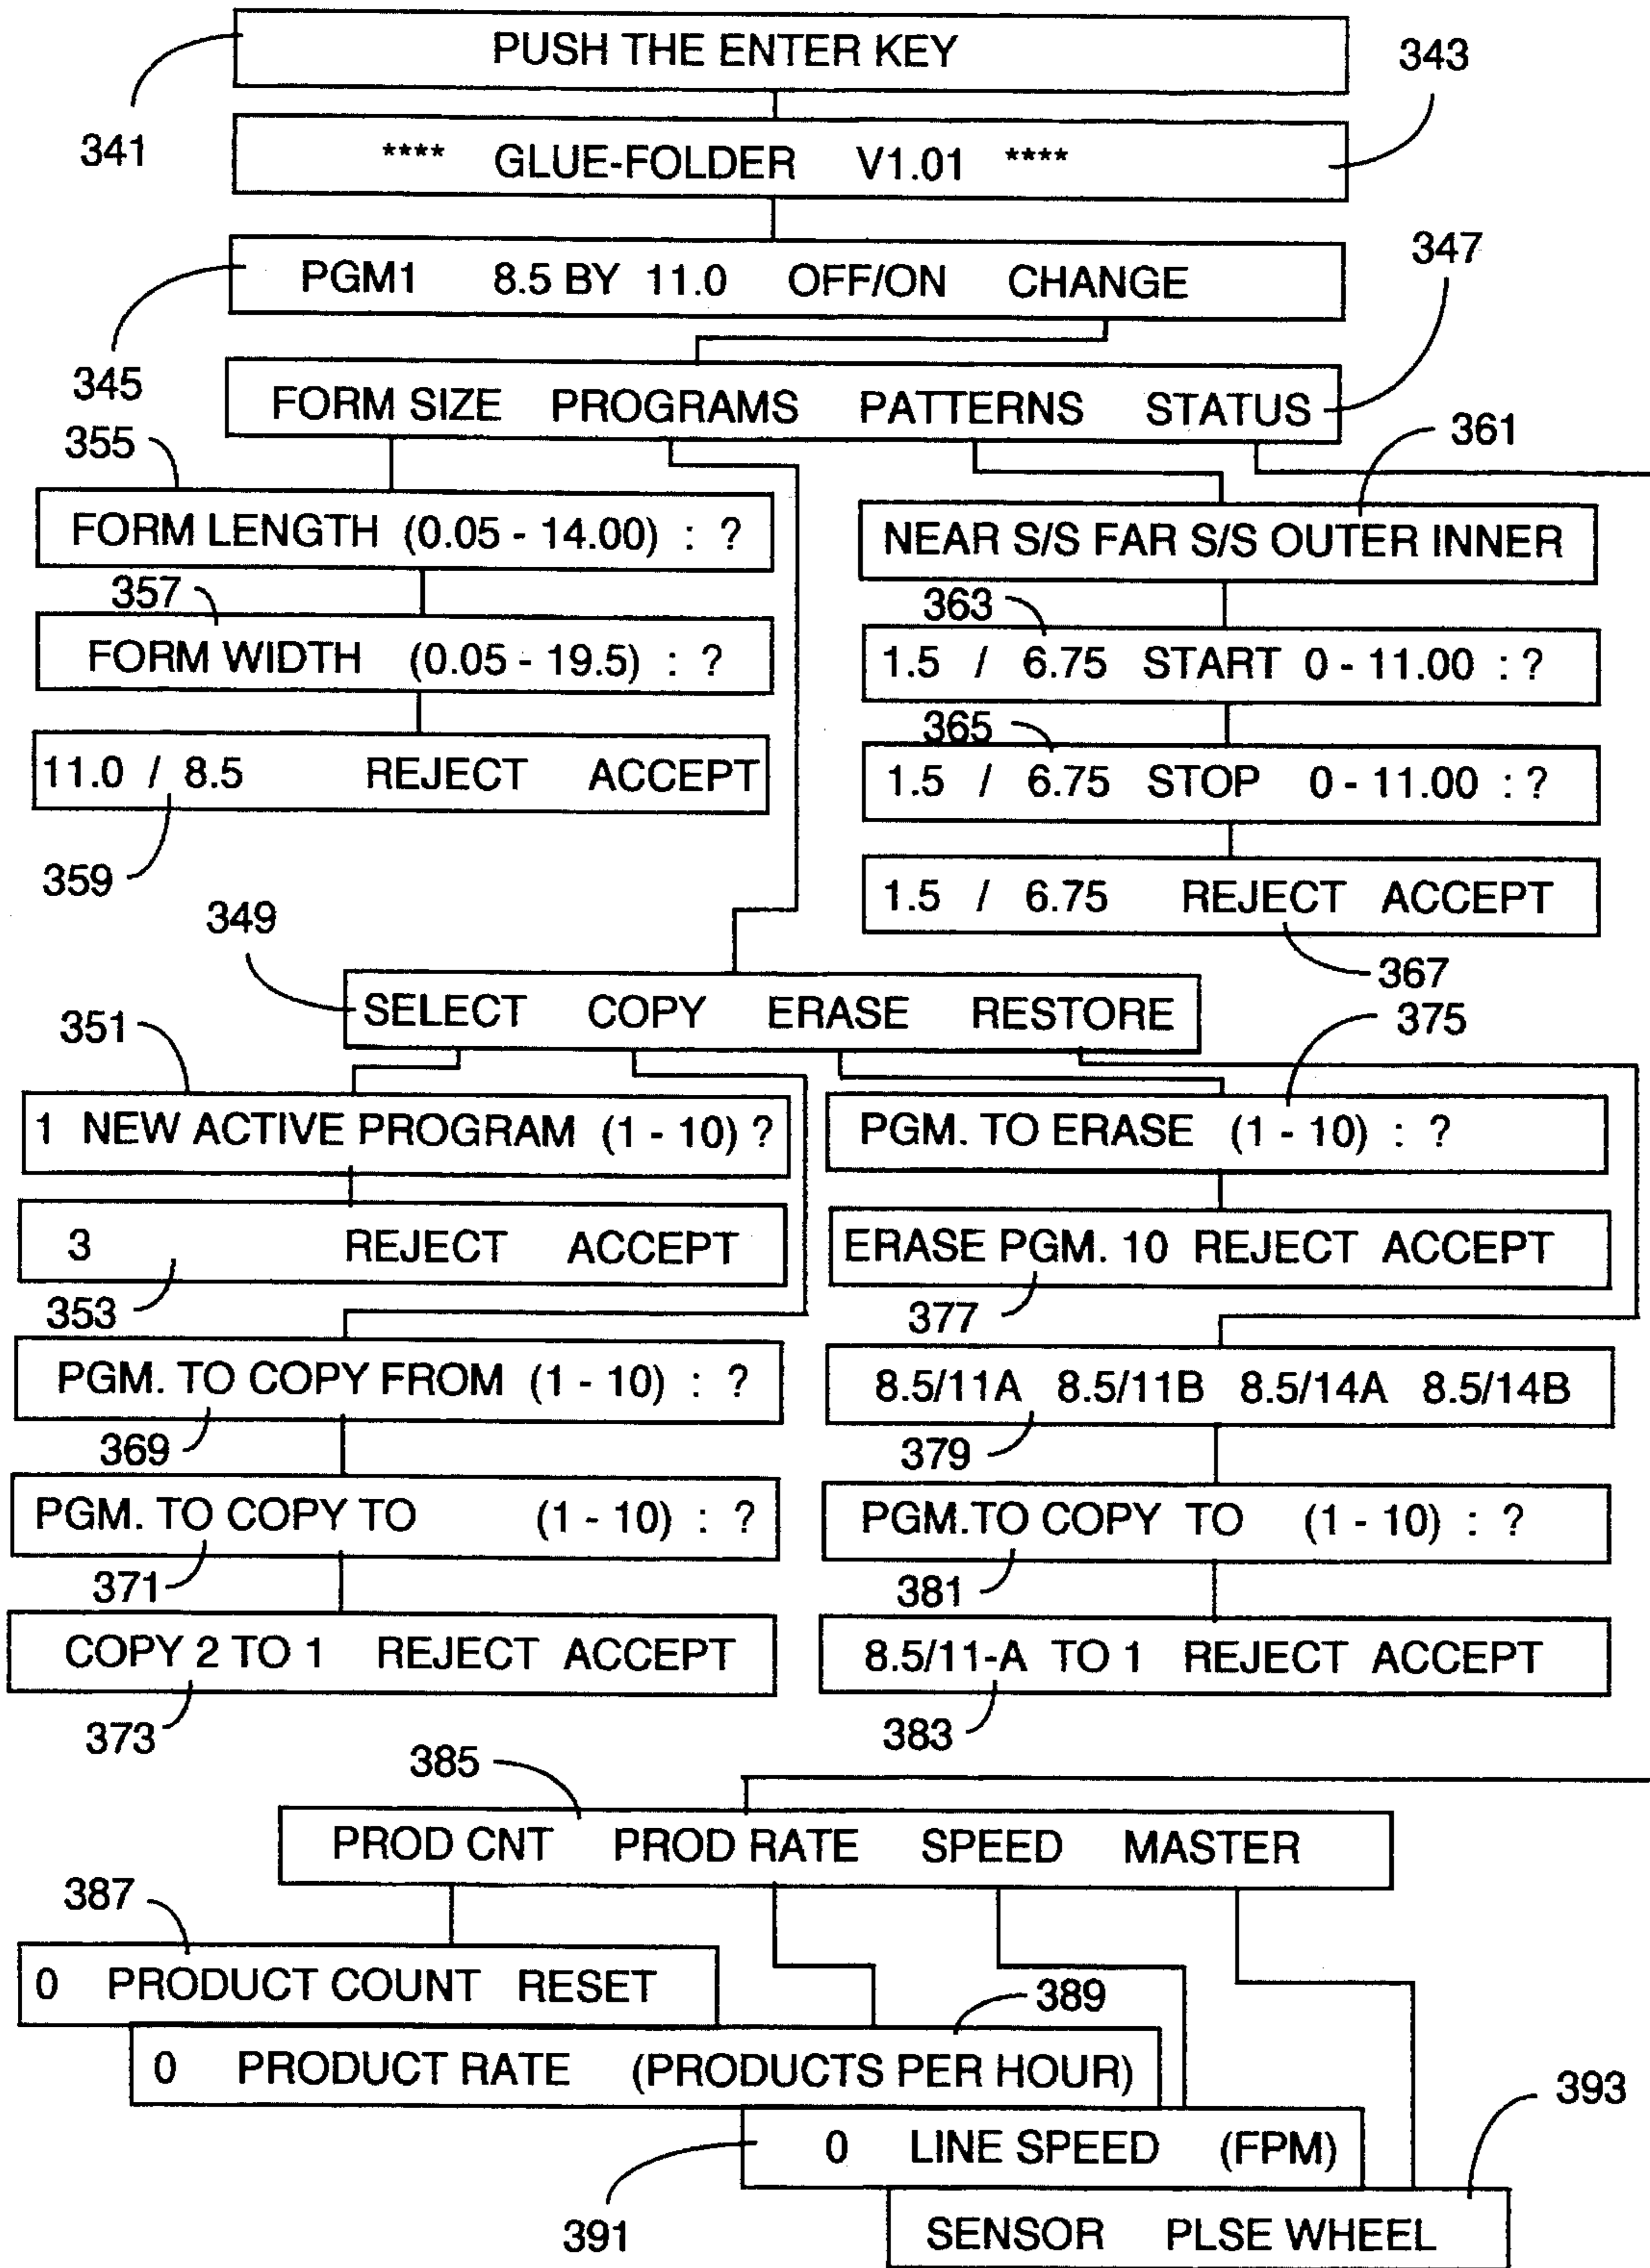 PUSH THE ENTER KEY
341
343
**** GLUE-FOLDER V1.01 ****
PGM1 8.5 BY 11.0 OFF/ON CHANGE
345
347
FORM SIZE PROGRAMS PATTERNS STATUS
355
361
FORM LENGTH (0.05 - 14.00) : ?
NEAR S/S FAR S/S OUTER INNER
357
363
FORM WIDTH (0.05 - 19.5) : ?
1.5 / 6.75 START 0 - 11.00 : ?
365
11.0 / 8.5 REJECT ACCEPT
1.5 / 6.75 STOP 0 - 11.00 : ?
359
1.5 / 6.75 REJECT ACCEPT
367
349
SELECT COPY ERASE RESTORE
351
375
1 NEW ACTIVE PROGRAM (1 - 10) ?
PGM. TO ERASE (1 - 10) : ?
3 REJECT ACCEPT
ERASE PGM. 10 REJECT ACCEPT
353
377
PGM. TO COPY FROM (1 - 10) : ?
8.5/11A 8.5/11B 8.5/14A 8.5/14B
369
379
PGM. TO COPY TO (1 - 10) : ?
PGM.TO COPY TO (1 - 10) : ?
371
381
COPY 2 TO 1 REJECT ACCEPT
8.5/11-A TO 1 REJECT ACCEPT
373
383
385
PROD CNT PROD RATE SPEED MASTER
387
0 PRODUCT COUNT RESET
389
0 PRODUCT RATE (PRODUCTS PER HOUR)
393
0 LINE SPEED (FPM)
391
SENSOR PLSE WHEEL